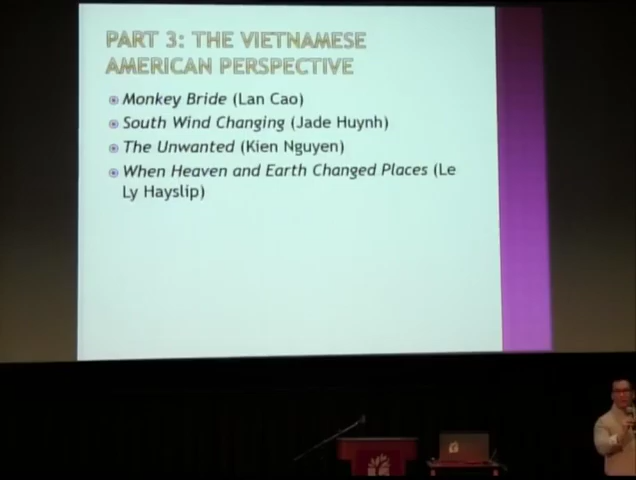 PART 3: THE VIETNAMESE
AMERICAN PERSPECTIVE
Monkey Bride (Lan Cao)
South Wind Changing (Jade Huynh)
The Unwanted (Kien Nguyen)
When Heaven and Earth Changed Places (Le
Ly Hayslip)